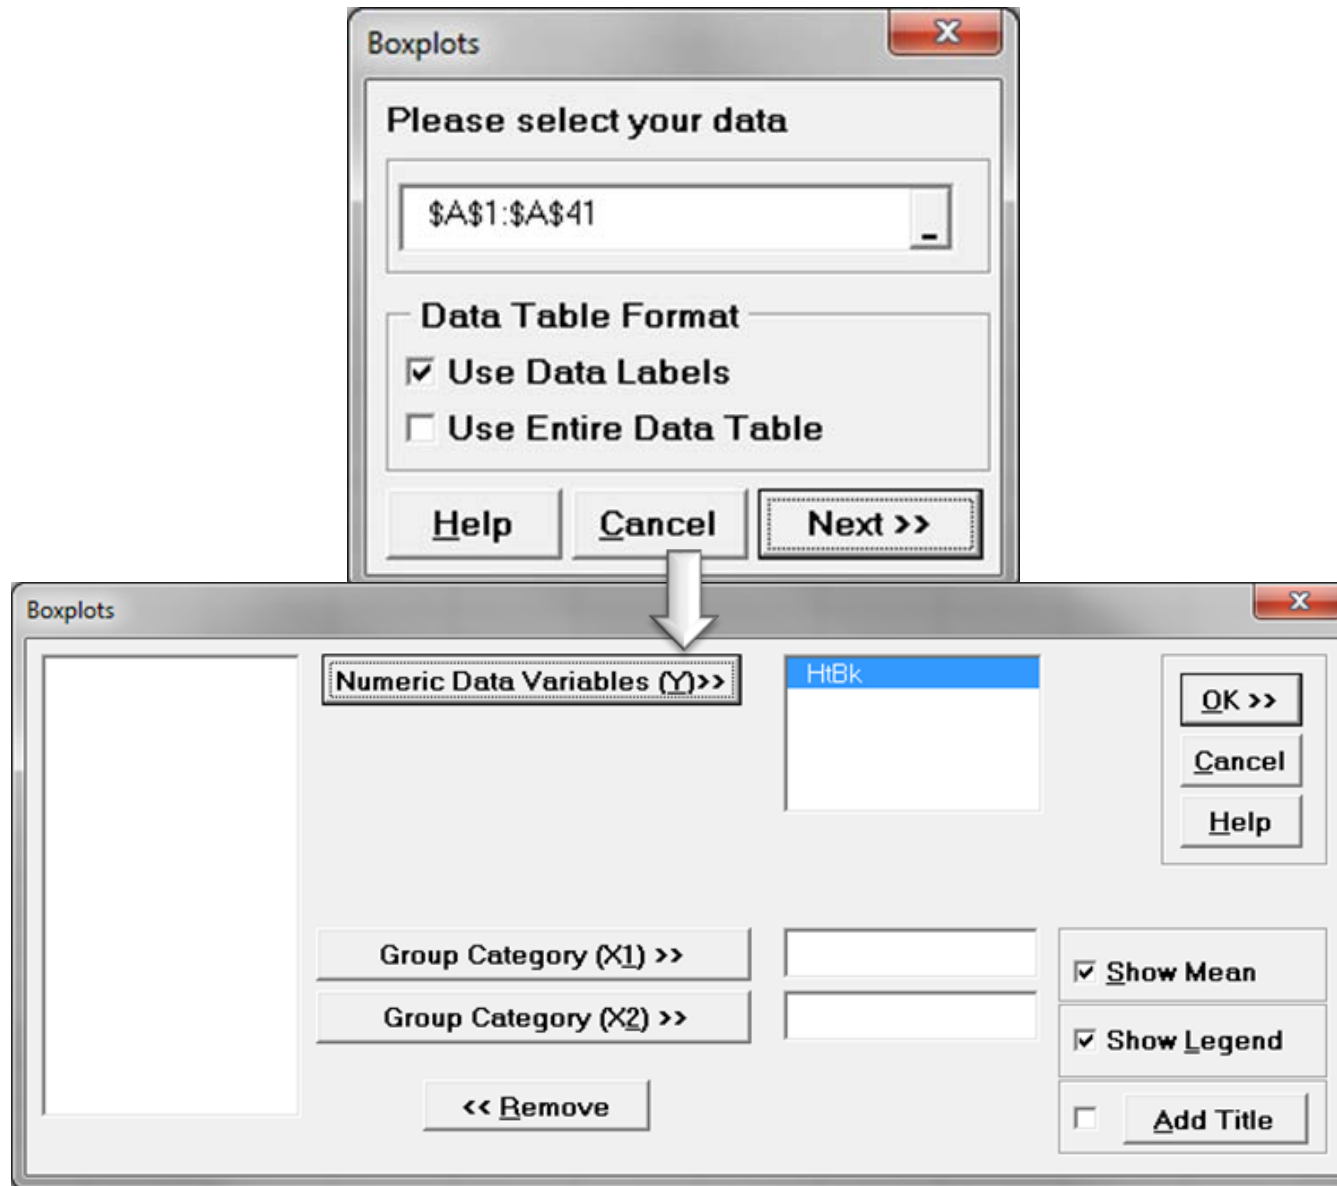 Boxplots
Please select your data
$A$1:$A$41
Data Table Format
Use Data Labels
Use Entire Data Table
Help Cancel Next >>
Boxplots
Numeric Data Variables (Y)>> HtBk
OK >>
Cancel
Help
Group Category (X1) >>
Show Mean
Group Category (X2) >>
Show Legend
<< Remove
Add Title